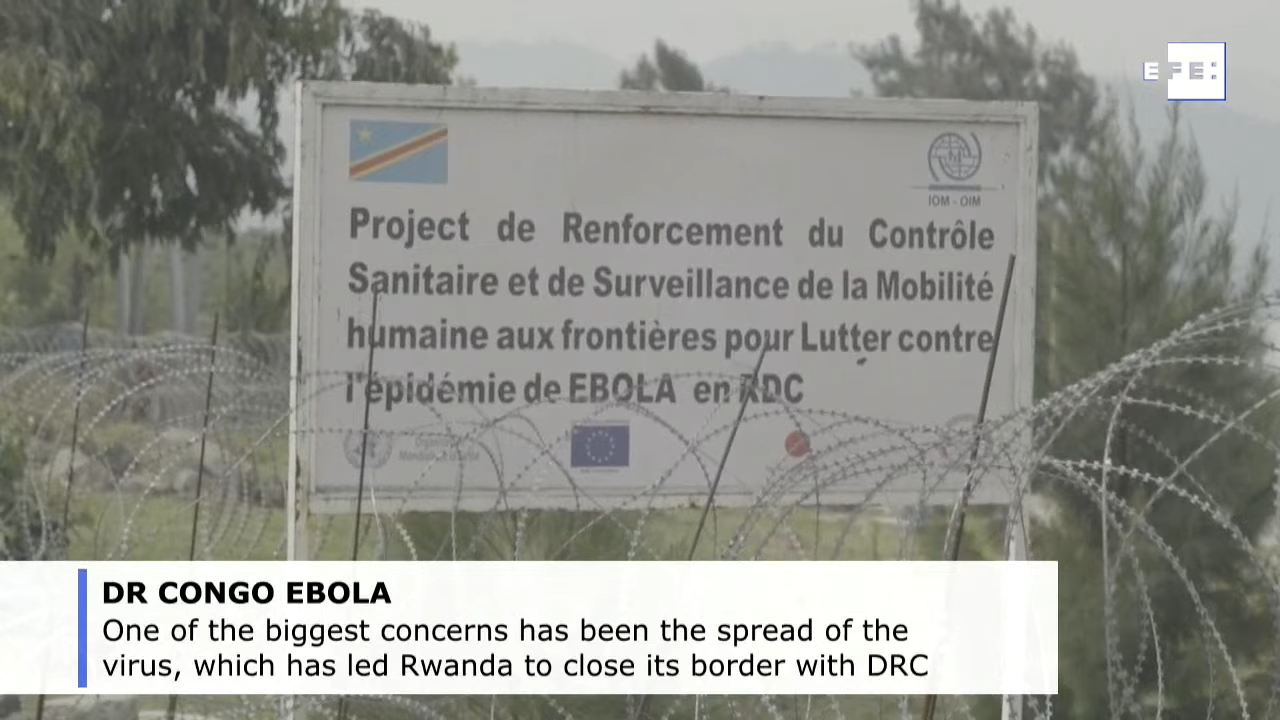 EFE:
IOM - OIM
Project de Renforcement du Contrôle
Sanitaire et de Surveillance de la Mobilité
humaine aux frontières pour Lutter contre
l'épidémie de EBOLA en RDC
DR CONGO EBOLA
One of the biggest concerns has been the spread of the
virus, which has led Rwanda to close its border with DRC